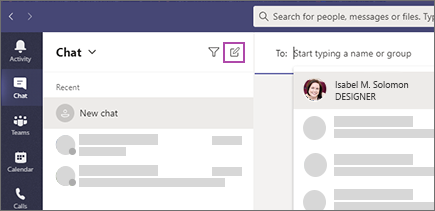 Search for people, messages or files. Typ
Activity
Chat
Teams
Calendar
Calls
Chat
Recent
New chat
To: Start typing a name or group
Isabel M. Solomon
DESIGNER